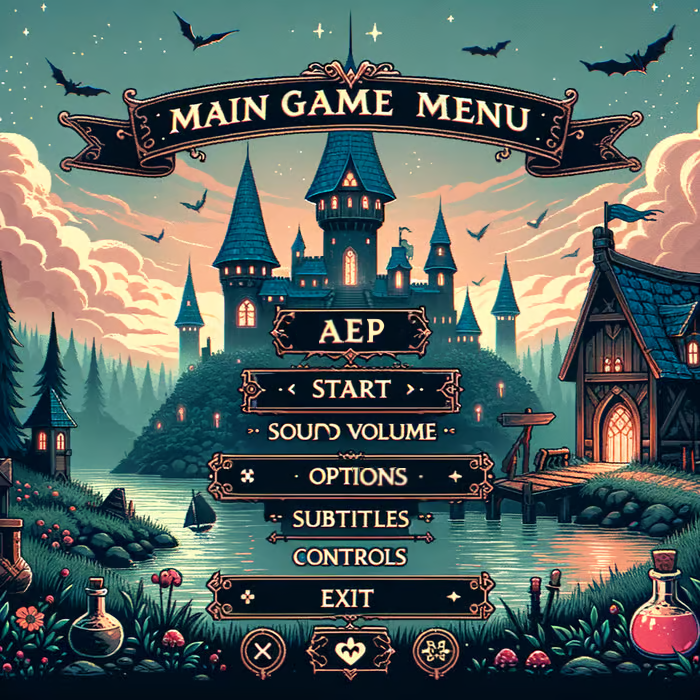 MAIN GAME MENU
AEP
START
SOUND VOLUME
OPTIONS
SUBTITLES
CONTROLS
EXIT